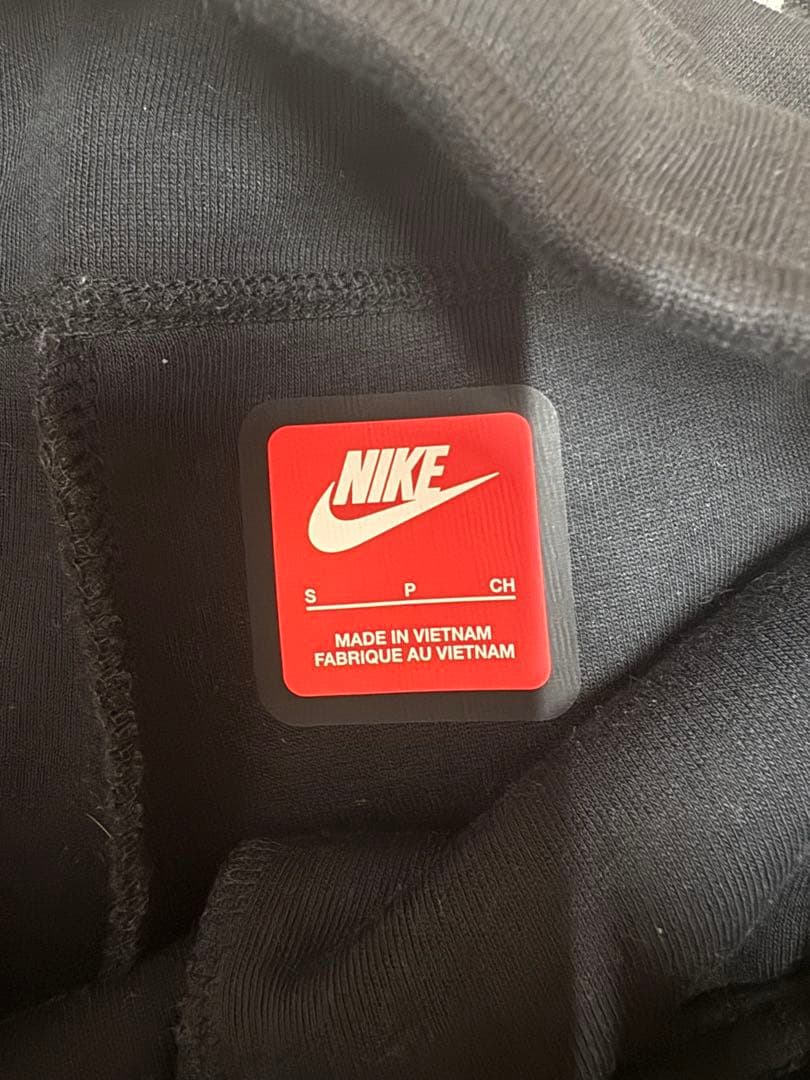 NIKE
S P CH
MADE IN VIETNAM
FABRIQUE AU VIETNAM